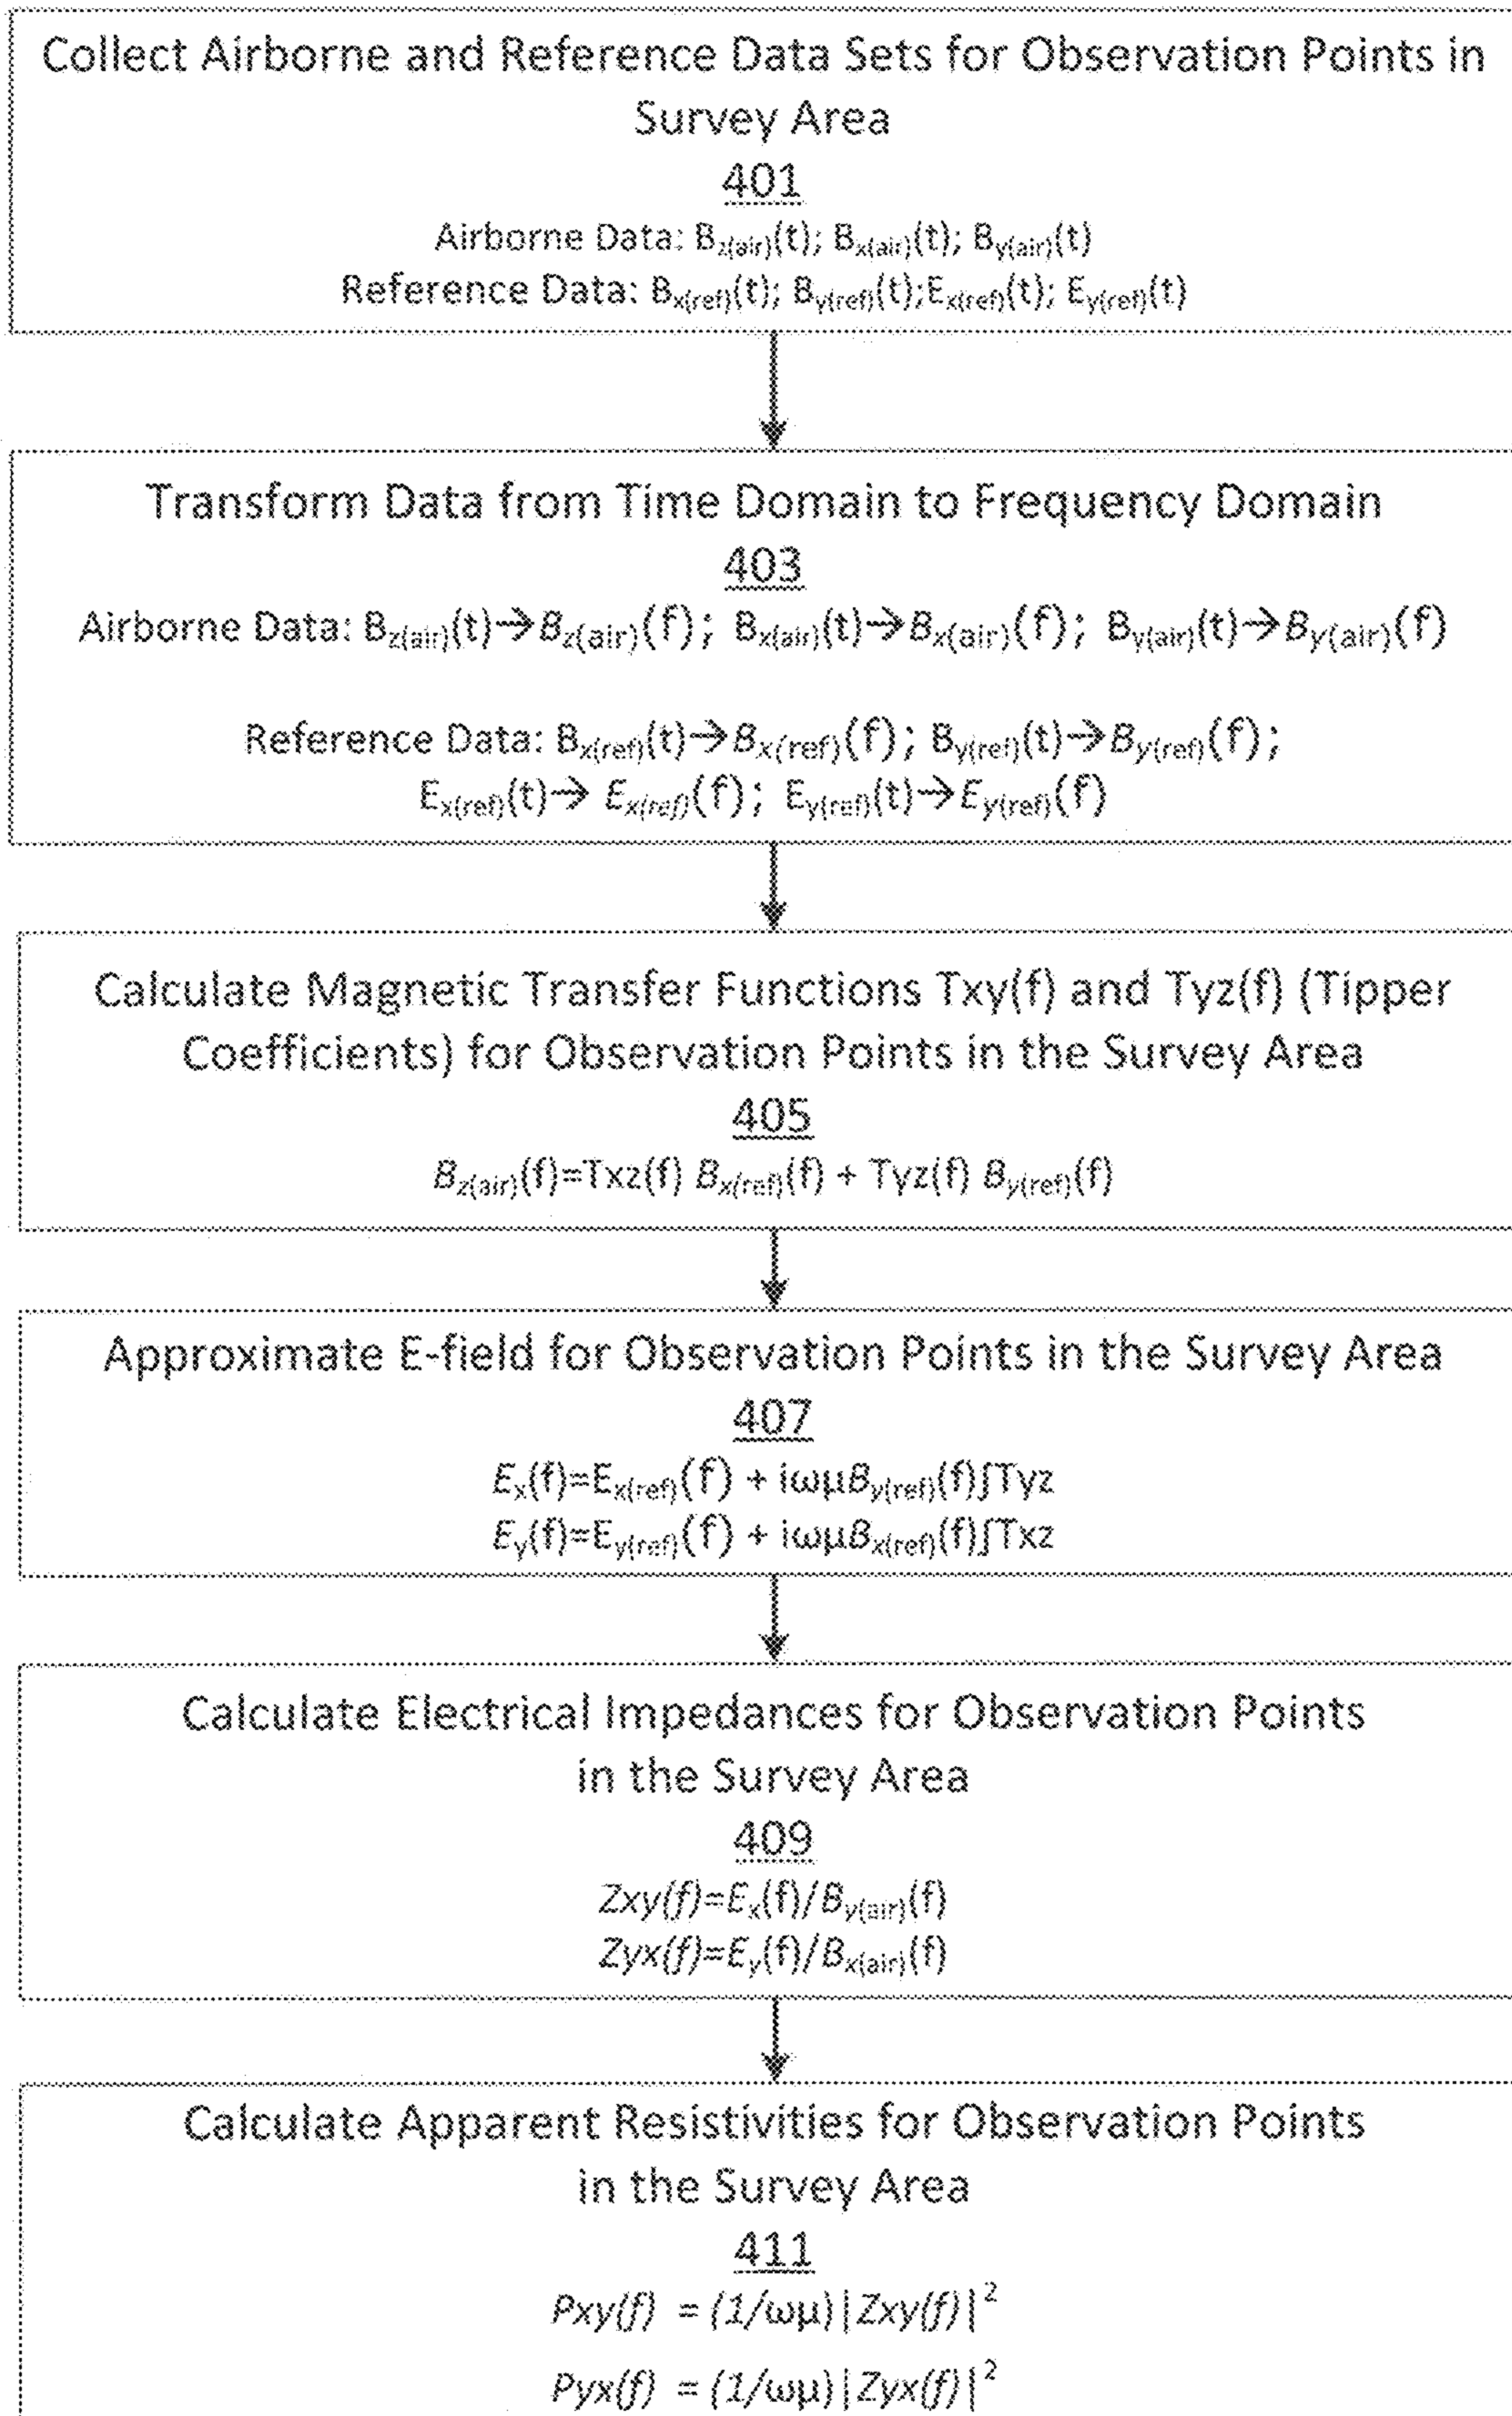 Collect Airborne and Reference Data Sets for Observation Points in
Survey Area
401
Airborne Data: Bz(air)(t); Bx(air)(t); By(air)(t)
Reference Data: Bx(ref)(t); By(ref)(t);Ex(ref)(t); Ey(ref)(t)
Transform Data from Time Domain to Frequency Domain
403
Airborne Data: Bz(air)(t)→Bz(air)(f); Bx(air)(t)→Bx(air)(f); By(air)(t)→By(air)(f)
Reference Data: Bx(ref)(t)→Bx(ref)(f); By(ref)(t)→By(ref)(f);
Ex(ref)(t)→ Ex(ref)(f); Ey(ref)(t)→Ey(ref)(f)
Calculate Magnetic Transfer Functions Txy(f) and Tyz(f) (Tipper
Coefficients) for Observation Points in the Survey Area
405
Bz(air)(f)=Txz(f) Bx(ref)(f) + Tyz(f) By(ref)(f)
Approximate E-field for Observation Points in the Survey Area
407
Ex(f)=Ex(ref)(f) + iωμBy(ref)(f)∫Tyz
Ey(f)=Ey(ref)(f) + iωμBx(ref)(f)∫Txz
Calculate Electrical Impedances for Observation Points
in the Survey Area
409
Zxy(f)=Ex(f)/By(air)(f)
Zyx(f)=Ey(f)/Bx(air)(f)
Calculate Apparent Resistivities for Observation Points
in the Survey Area
411
Pxy(f) = (1/ωμ)|Zxy(f)|²
Pyx(f) = (1/ωμ)|Zyx(f)|²